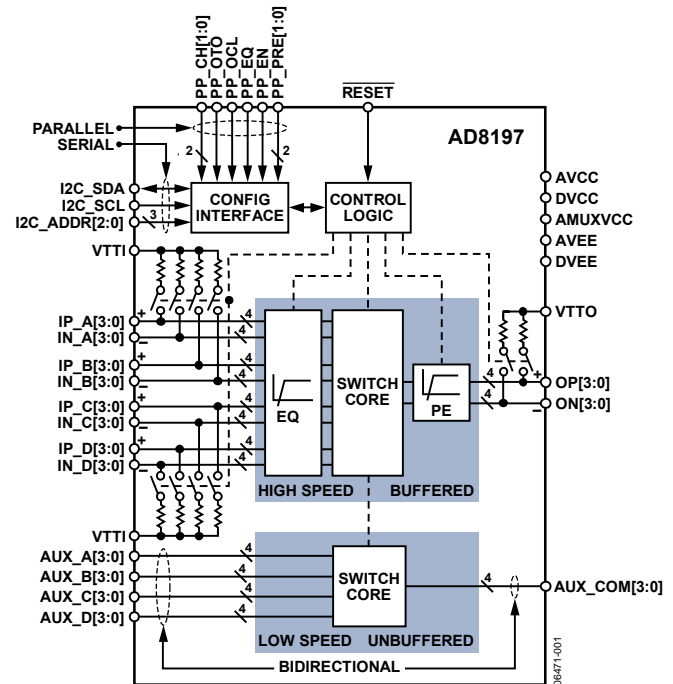 PP_CH[1:0]
PP_OTO
PP_OCL
PP_EQ
PP_EN
PP_PRE[1:0]
RESET
PARALLEL
SERIAL
AD8197
2
2
I2C_SDA
I2C_SCL
I2C_ADDR[2:0]
3
CONFIG
INTERFACE
CONTROL
LOGIC
AVCC
DVCC
AMUXVCC
AVEE
DVEE
VTTI
VTTO
+
IP_A[3:0]
4
IN_A[3:0]
4
–
+
IP_B[3:0]
4
IN_B[3:0]
4
–
+
IP_C[3:0]
4
IN_C[3:0]
4
–
+
IP_D[3:0]
4
IN_D[3:0]
4
–
EQ
SWITCH
CORE
PE
+
4
OP[3:0]
4
ON[3:0]
–
HIGH SPEED
BUFFERED
VTTI
AUX_A[3:0]
4
AUX_B[3:0]
4
AUX_C[3:0]
4
AUX_D[3:0]
4
SWITCH
CORE
4
AUX_COM[3:0]
LOW SPEED
UNBUFFERED
BIDIRECTIONAL
06471-001